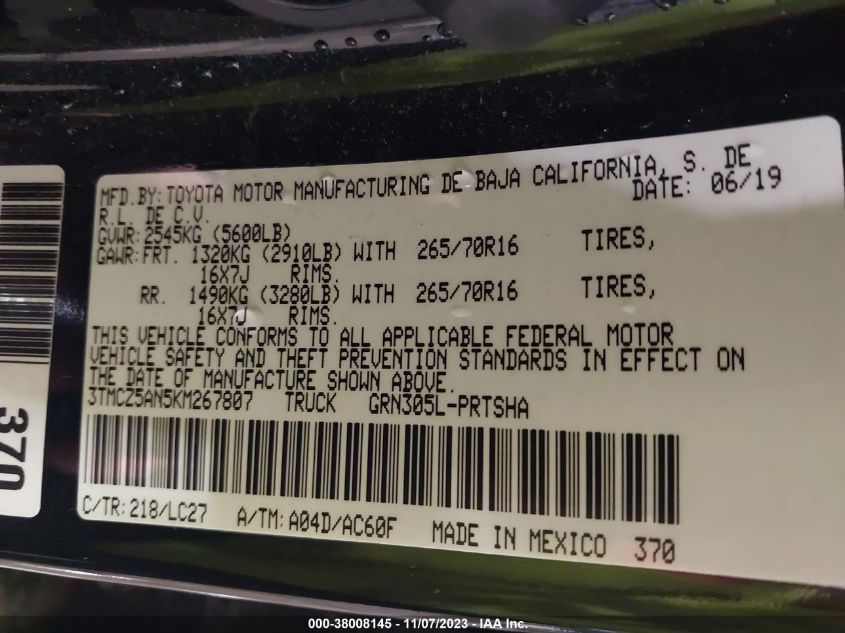 MFD. BY: TOYOTA MOTOR MANUFACTURING DE BAJA CALIFORNIA, S. DE
R.L. DE C.V. DATE: 06/19
GVWR: 2545KG (5600LB)
GAWR: FRT. 1320KG (2910LB) WITH 265/70R16 TIRES,
16X7J RIMS.
RR. 1490KG (3280LB) WITH 265/70R16 TIRES,
16X7J RIMS.
THIS VEHICLE CONFORMS TO ALL APPLICABLE FEDERAL MOTOR
VEHICLE SAFETY AND THEFT PREVENTION STANDARDS IN EFFECT ON
THE DATE OF MANUFACTURE SHOWN ABOVE.
3TMCZ5AN5KM267807 TRUCK GRN305L-PRTSHA
C/TR: 218/LC27 A/TM: A04D/AC60F MADE IN MEXICO 370
370
000-38008145 - 11/07/2023 - IAA Inc.